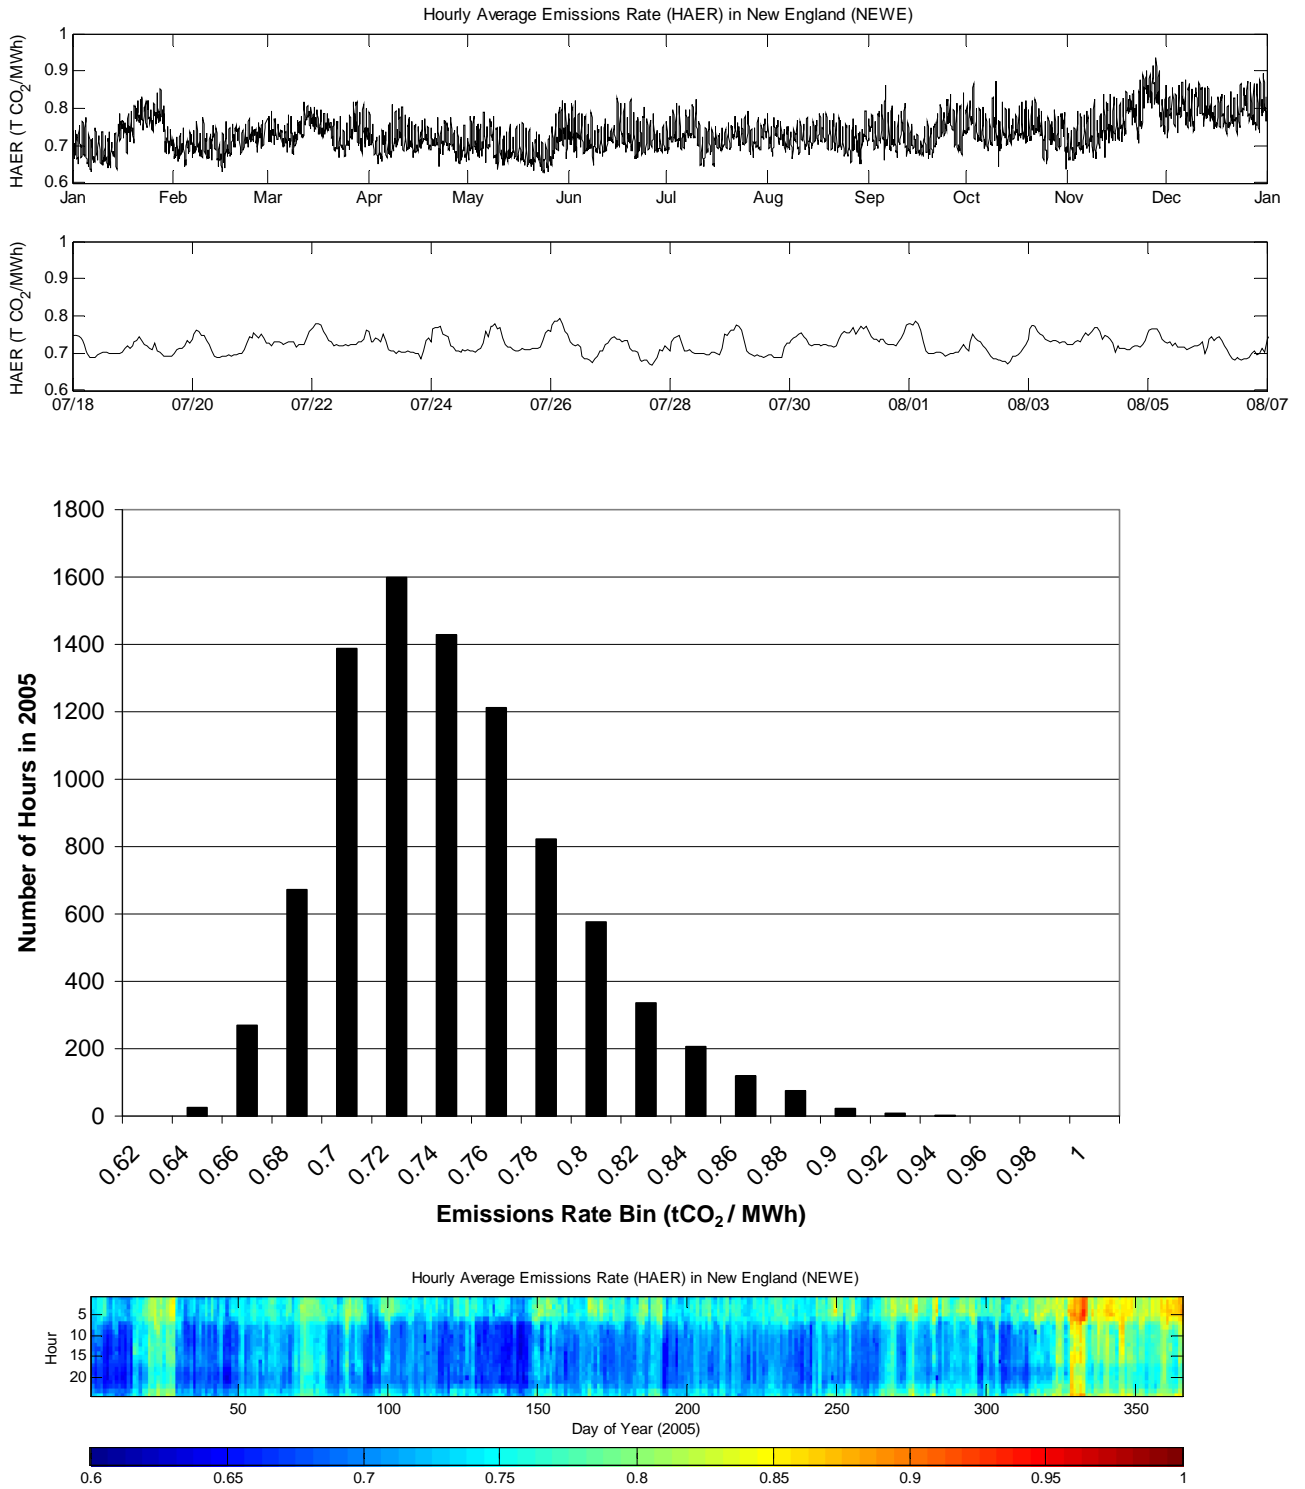 Hourly Average Emissions Rate (HAER) in New England (NEWE)
HAER (T CO2/MWh)
1
0.9
0.8
0.7
0.6
Jan Feb Mar Apr May Jun Jul Aug Sep Oct Nov Dec Jan
HAER (T CO2/MWh)
1
0.9
0.8
0.7
0.6
07/18 07/20 07/22 07/24 07/26 07/28 07/30 08/01 08/03 08/05 08/07
Number of Hours in 2005
1800
1600
1400
1200
1000
800
600
400
200
0
0.62 0.64 0.66 0.68 0.7 0.72 0.74 0.76 0.78 0.8 0.82 0.84 0.86 0.88 0.9 0.92 0.94 0.96 0.98 1
Emissions Rate Bin (tCO2 / MWh)
Hourly Average Emissions Rate (HAER) in New England (NEWE)
Hour
5
10
15
20
50 100 150 200 250 300 350
Day of Year (2005)
0.6 0.65 0.7 0.75 0.8 0.85 0.9 0.95 1